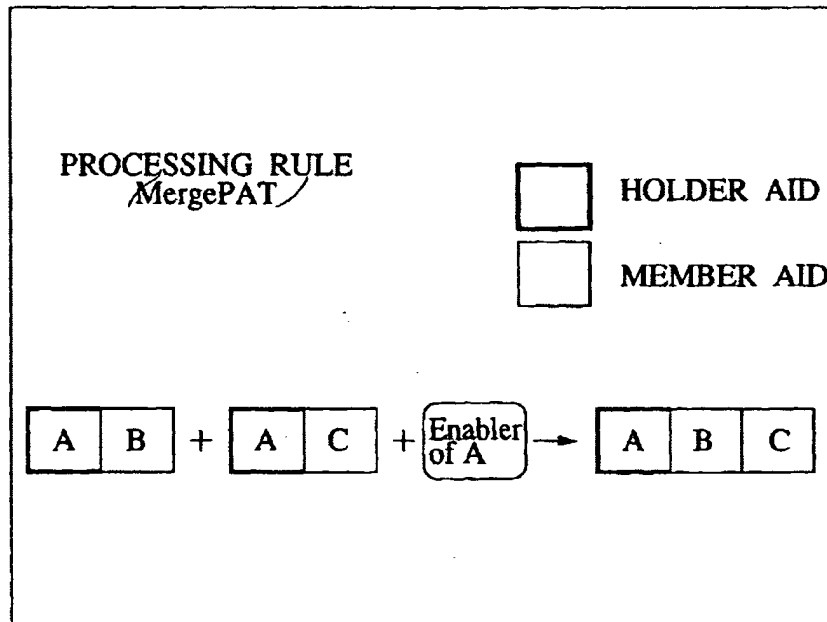 PROCESSING RULE
MergePAT
HOLDER AID
MEMBER AID
A B + A C + Enabler of A → A B C